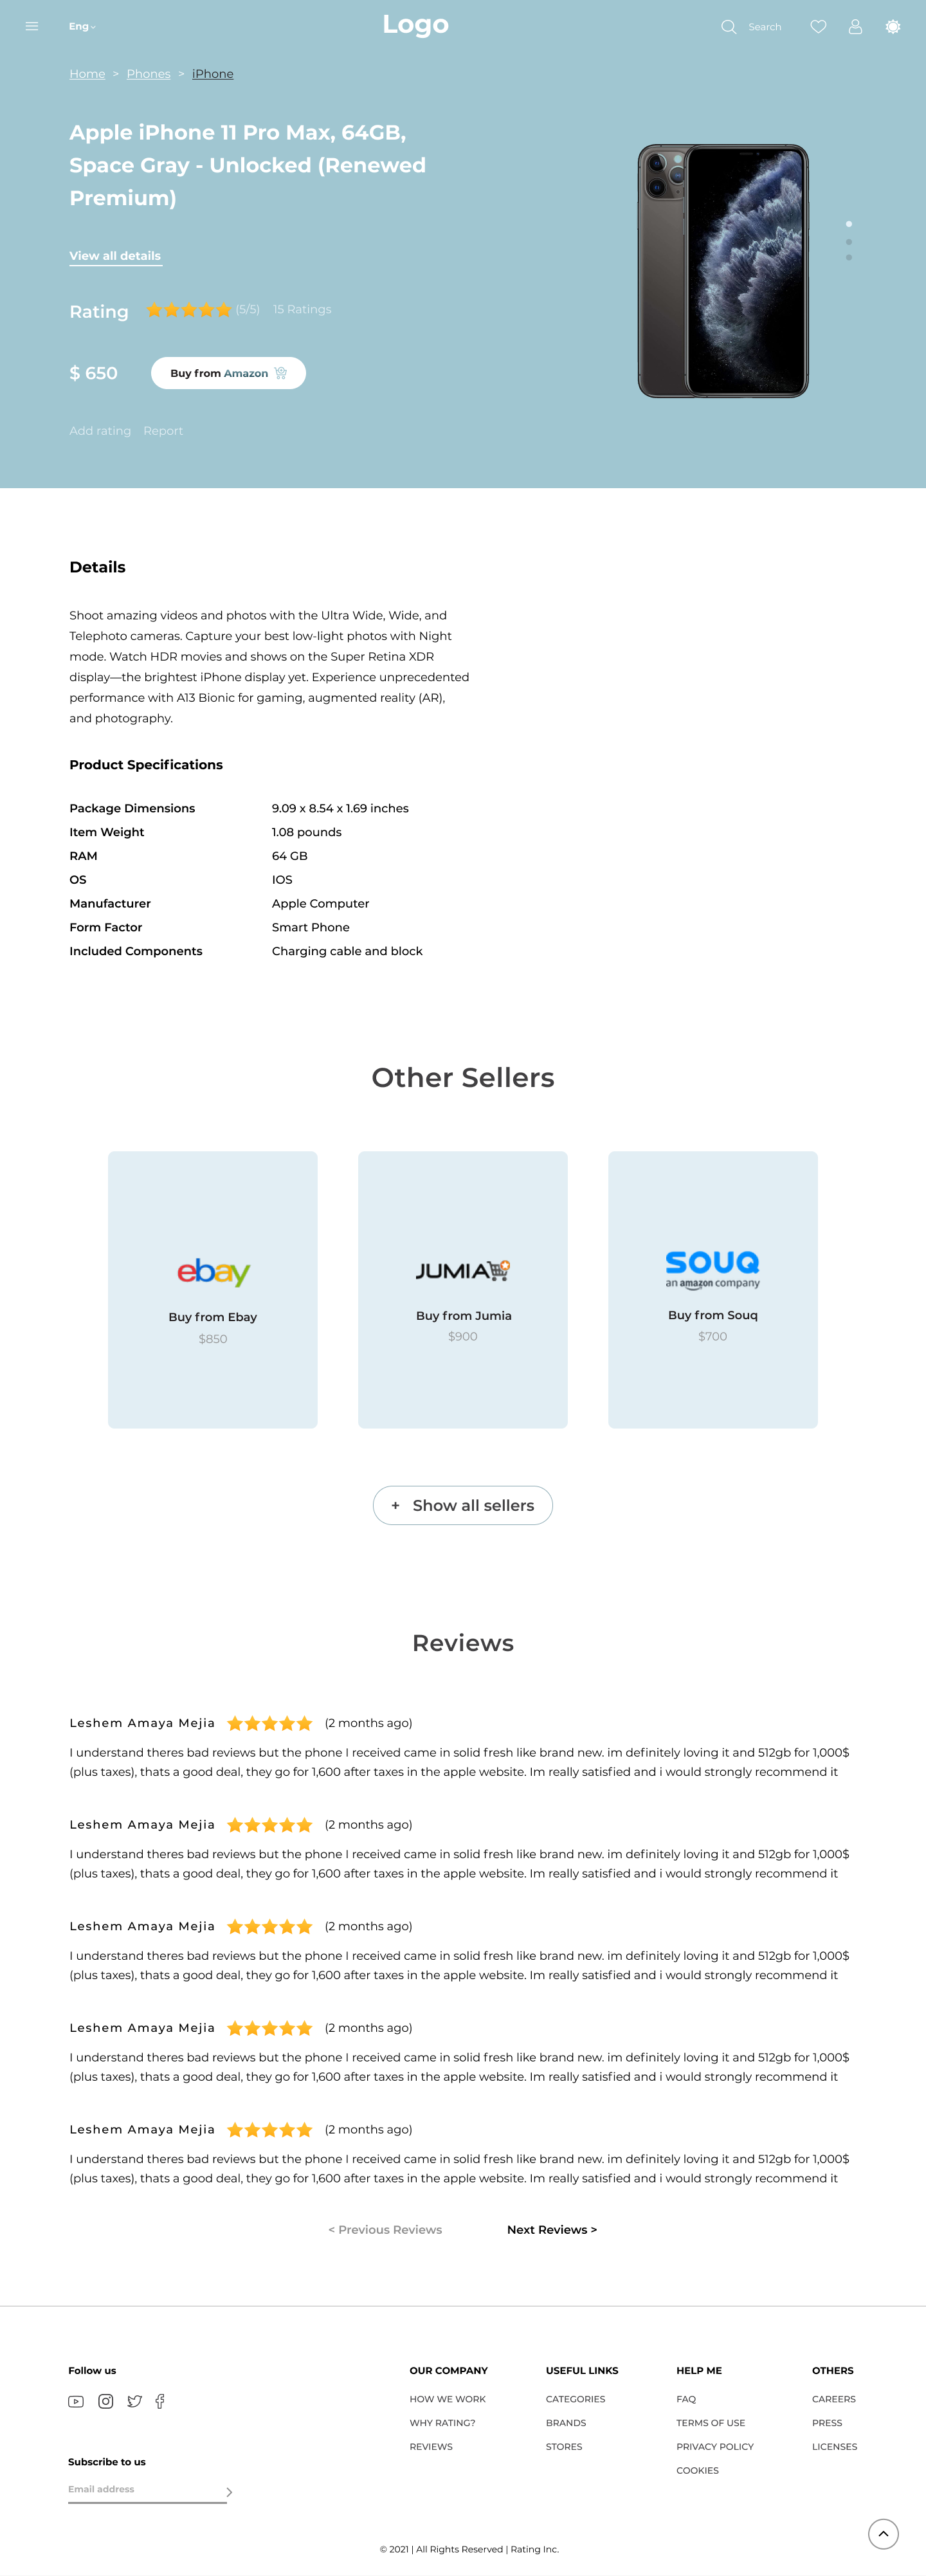 Eng
Logo
Search
Home > Phones > iPhone
Apple iPhone 11 Pro Max, 64GB,
Space Gray - Unlocked (Renewed
Premium)
View all details
Rating (5/5) 15 Ratings
$ 650 Buy from Amazon
Add rating Report
Details
Shoot amazing videos and photos with the Ultra Wide, Wide, and
Telephoto cameras. Capture your best low-light photos with Night
mode. Watch HDR movies and shows on the Super Retina XDR
display—the brightest iPhone display yet. Experience unprecedented
performance with A13 Bionic for gaming, augmented reality (AR),
and photography.
Product Specifications
Package Dimensions 9.09 x 8.54 x 1.69 inches
Item Weight 1.08 pounds
RAM 64 GB
OS IOS
Manufacturer Apple Computer
Form Factor Smart Phone
Included Components Charging cable and block
Other Sellers
ebay
Buy from Ebay
$850
JUMIA
Buy from Jumia
$900
SOUQ
an amazon company
Buy from Souq
$700
+ Show all sellers
Reviews
Leshem Amaya Mejia (2 months ago)
I understand theres bad reviews but the phone I received came in solid fresh like brand new. im definitely loving it and 512gb for 1,000$
(plus taxes), thats a good deal, they go for 1,600 after taxes in the apple website. Im really satisfied and i would strongly recommend it
Leshem Amaya Mejia (2 months ago)
I understand theres bad reviews but the phone I received came in solid fresh like brand new. im definitely loving it and 512gb for 1,000$
(plus taxes), thats a good deal, they go for 1,600 after taxes in the apple website. Im really satisfied and i would strongly recommend it
Leshem Amaya Mejia (2 months ago)
I understand theres bad reviews but the phone I received came in solid fresh like brand new. im definitely loving it and 512gb for 1,000$
(plus taxes), thats a good deal, they go for 1,600 after taxes in the apple website. Im really satisfied and i would strongly recommend it
Leshem Amaya Mejia (2 months ago)
I understand theres bad reviews but the phone I received came in solid fresh like brand new. im definitely loving it and 512gb for 1,000$
(plus taxes), thats a good deal, they go for 1,600 after taxes in the apple website. Im really satisfied and i would strongly recommend it
Leshem Amaya Mejia (2 months ago)
I understand theres bad reviews but the phone I received came in solid fresh like brand new. im definitely loving it and 512gb for 1,000$
(plus taxes), thats a good deal, they go for 1,600 after taxes in the apple website. Im really satisfied and i would strongly recommend it
< Previous Reviews Next Reviews >
Follow us
Subscribe to us
Email address
OUR COMPANY
HOW WE WORK
WHY RATING?
REVIEWS
USEFUL LINKS
CATEGORIES
BRANDS
STORES
HELP ME
FAQ
TERMS OF USE
PRIVACY POLICY
COOKIES
OTHERS
CAREERS
PRESS
LICENSES
© 2021 | All Rights Reserved | Rating Inc.